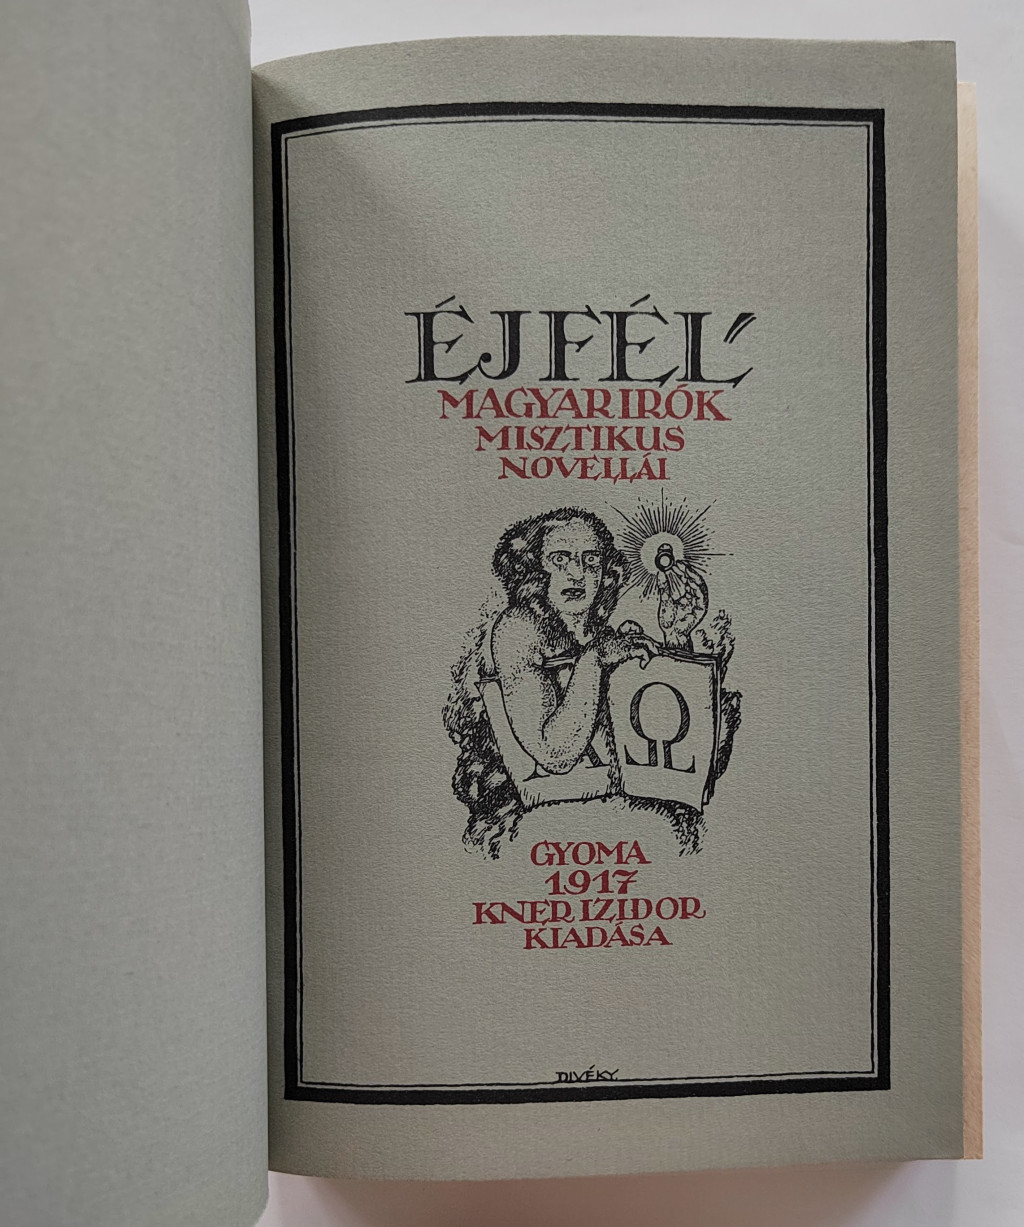 ÉJFÉL
MAGYAR IRÓK
MISZTIKUS
NOVELLÁI
Α Ω
GYOMA
1917
KNER IZIDOR
KIADÁSA
DIVÉKY